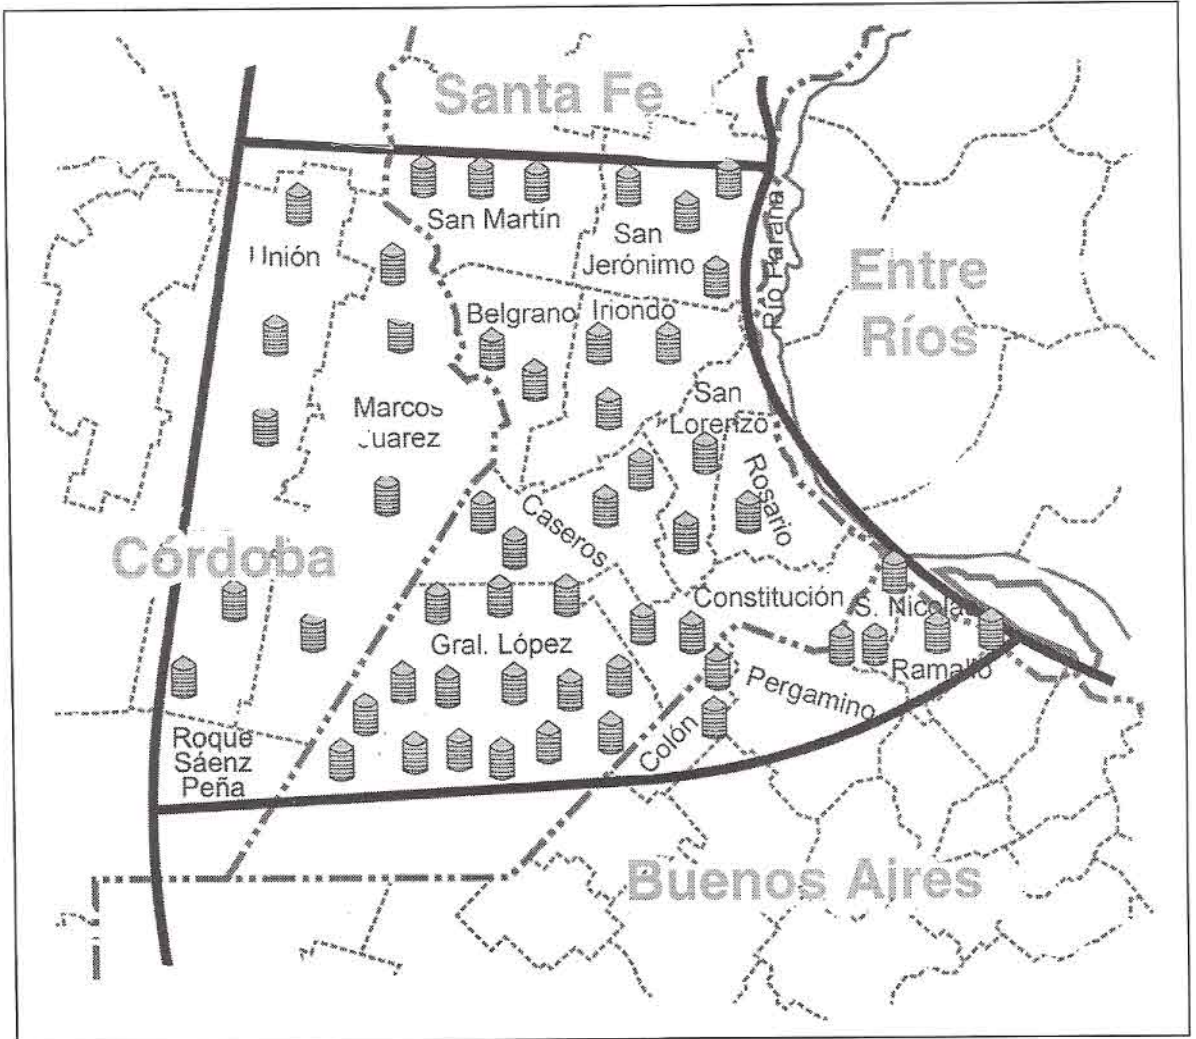 Santa Fe
San Martín
San
Jerónimo
Río Paraná
Unión
Entre
Ríos
Belgrano
Iriondo
Marcos
Juarez
San
Lorenzo
Rosario
Caseros
Córdoba
Constitución
S. Nicolas
Gral. López
Ramallo
Pergamino
Colón
Roque
Sáenz
Peña
Buenos Aires